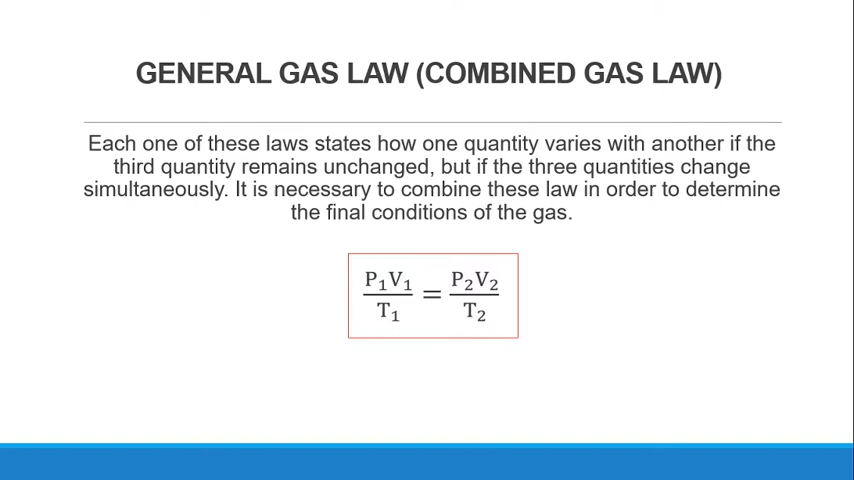 GENERAL GAS LAW (COMBINED GAS LAW)
Each one of these laws states how one quantity varies with another if the
third quantity remains unchanged, but if the three quantities change
simultaneously. It is necessary to combine these law in order to determine
the final conditions of the gas.
P₁V₁/T₁ = P₂V₂/T₂